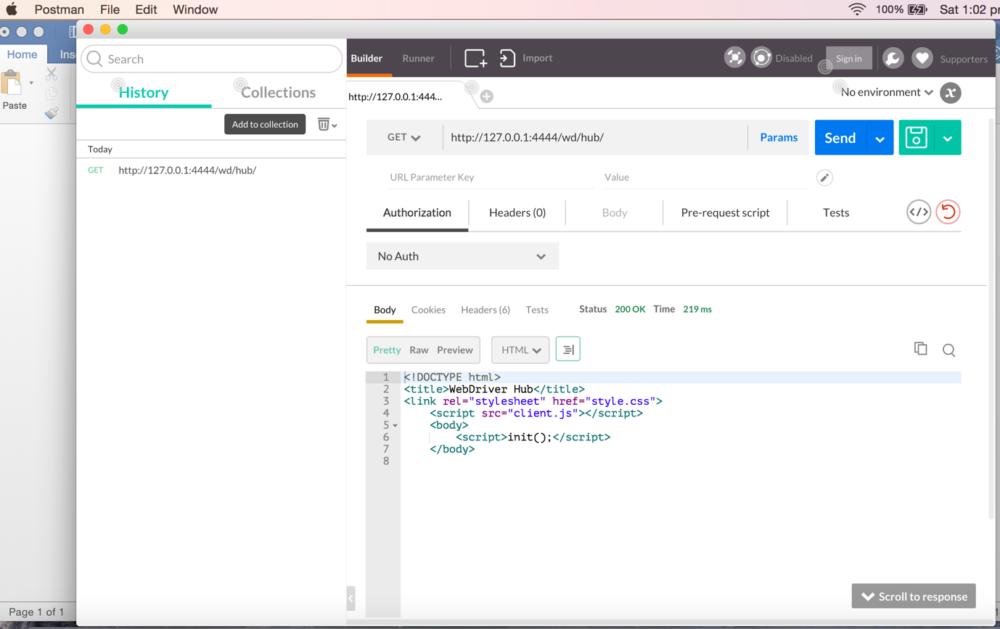 Postman File Edit Window 100% Sat 1:02 p
Home Ins
Paste
Page 1 of 1
Search
History Collections
Add to collection
Today
GET http://127.0.0.1:4444/wd/hub/
Builder Runner Import Disabled Sign in Supporters
http://127.0.0.1:444... No environment
GET http://127.0.0.1:4444/wd/hub/ Params Send
URL Parameter Key Value
Authorization Headers (0) Body Pre-request script Tests
No Auth
Body Cookies Headers (6) Tests Status 200 OK Time 219 ms
Pretty Raw Preview HTML
1 <!DOCTYPE html>
2 <title>WebDriver Hub</title>
3 <link rel="stylesheet" href="style.css">
4 <script src="client.js"></script>
5 <body>
6 <script>init();</script>
7 </body>
8
Scroll to response